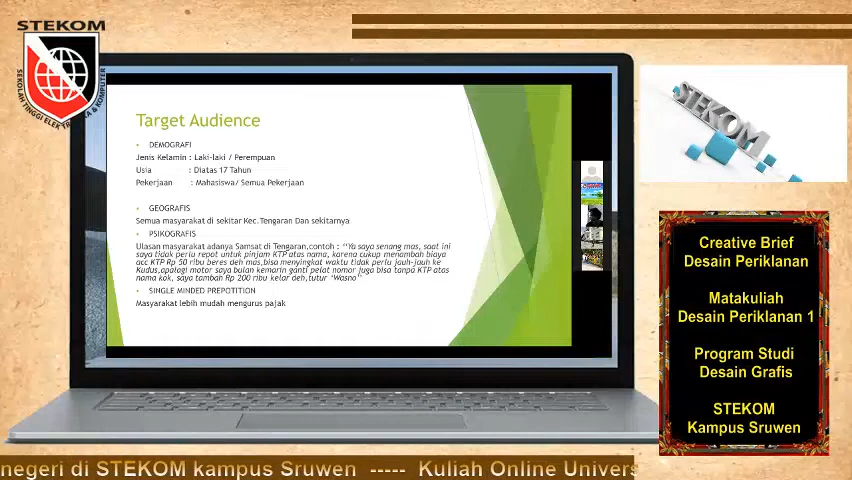 STEKOM
SEKOLAH TINGGI ELEKTRONIKA & KOMPUTER
Target Audience
DEMOGRAFI
Jenis Kelamin : Laki-laki / Perempuan
Usia : Diatas 17 Tahun
Pekerjaan : Mahasiswa/ Semua Pekerjaan
GEOGRAFIS
Semua masyarakat di sekitar Kec.Tengaran Dan sekitarnya
PSIKOGRAFIS
Ulasan masyarakat adanya Samsat di Tengaran,contoh : ‘‘Ya saya senang mas, saat ini
saya tidak perlu repot untuk pinjam KTP atas nama, karena cukup menambah biaya
acc KTP Rp 50 ribu beres deh mas,bisa menyingkat waktu tidak perlu jauh-jauh ke
Kudus,apalagi motor saya bulan kemarin ganti pelat nomor juga bisa tanpa KTP atas
nama kok, saya tambah Rp 200 ribu kelar deh,tutur ‘Wasno’’
SINGLE MINDED PREPOTITION
Masyarakat lebih mudah mengurus pajak
STEKOM
Creative Brief
Desain Periklanan
Matakuliah
Desain Periklanan 1
Program Studi
Desain Grafis
STEKOM
Kampus Sruwen
negeri di STEKOM kampus Sruwen ----- Kuliah Online Univers